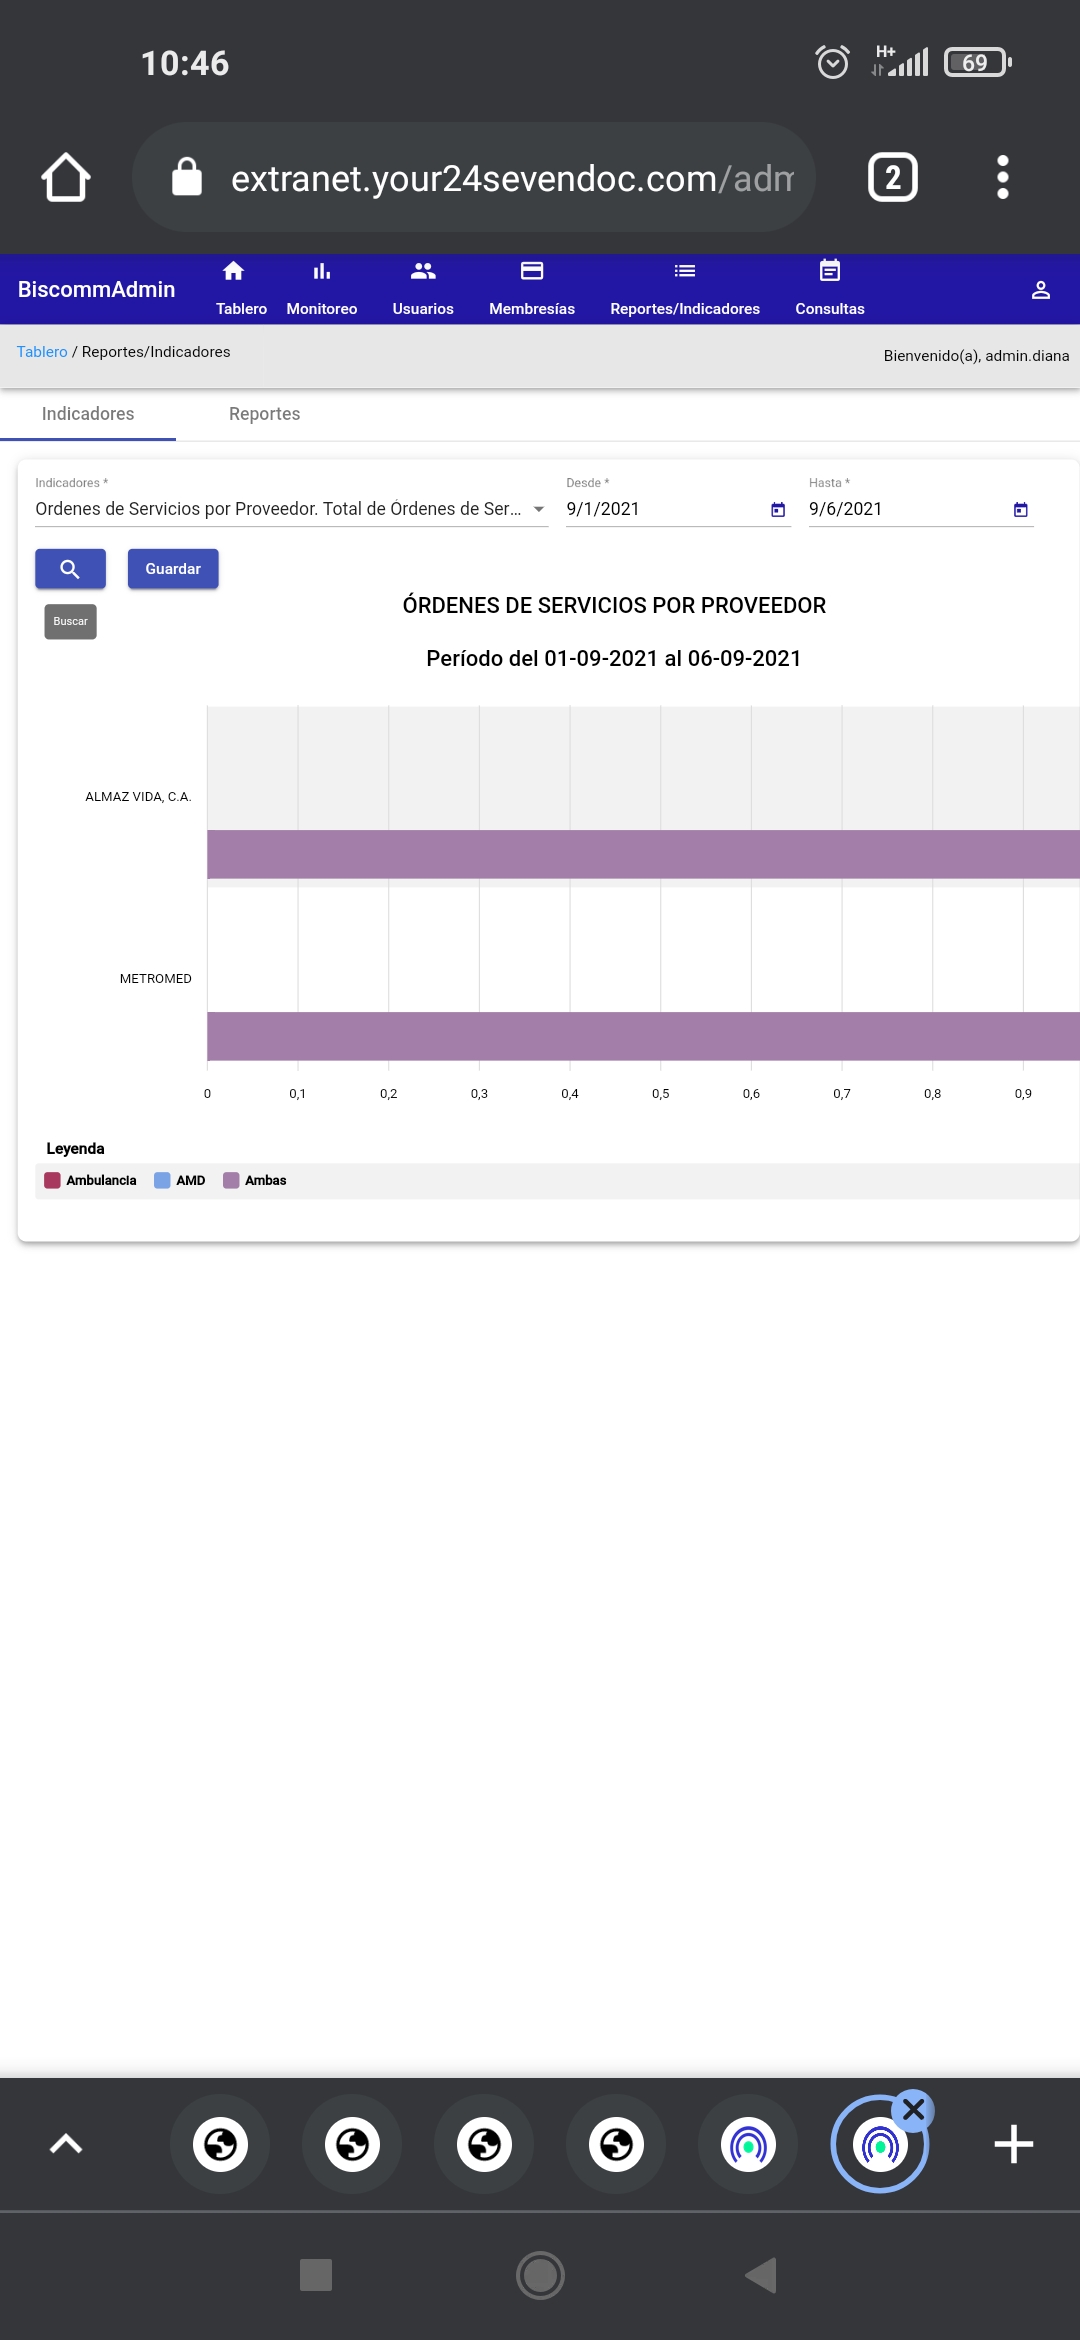 10:46
H+
69
extranet.your24sevendoc.com/adm
2
BiscommAdmin
Tablero
Monitoreo
Usuarios
Membresías
Reportes/Indicadores
Consultas
Tablero / Reportes/Indicadores
Bienvenido(a), admin.diana
Indicadores
Reportes
Indicadores *
Desde *
Hasta *
Ordenes de Servicios por Proveedor. Total de Órdenes de Ser...
9/1/2021
9/6/2021
Guardar
Buscar
ÓRDENES DE SERVICIOS POR PROVEEDOR
Período del 01-09-2021 al 06-09-2021
ALMAZ VIDA, C.A.
METROMED
0 0,1 0,2 0,3 0,4 0,5 0,6 0,7 0,8 0,9
Leyenda
Ambulancia AMD Ambas